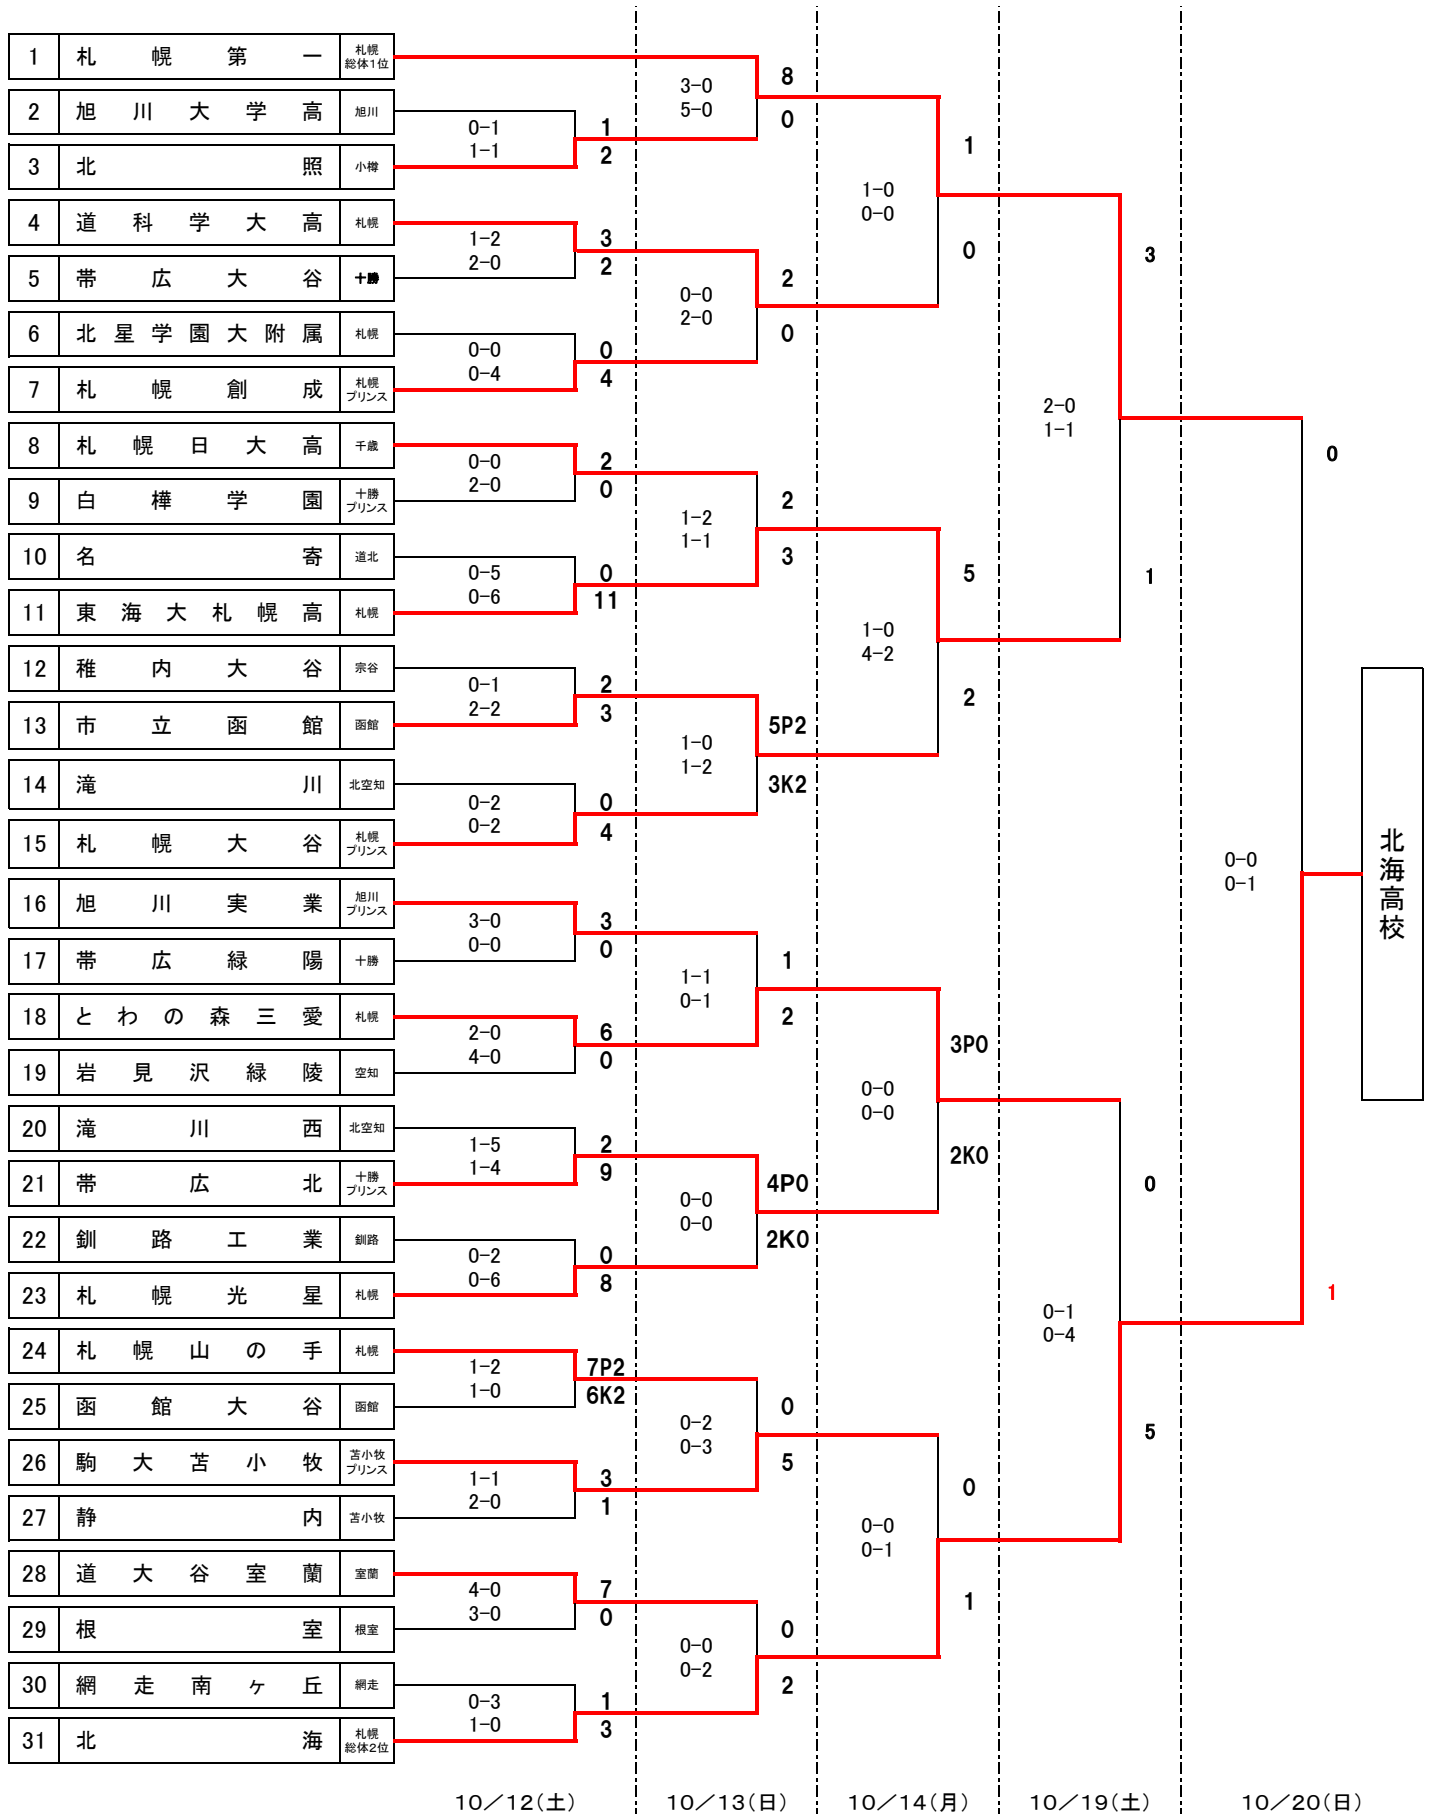 1 札幌第一 札幌総体1位
2 旭川大学高 旭川
3 北照 小樽
4 道科学大高 札幌
5 帯広大谷 十勝
6 北星学園大附属 札幌
7 札幌創成 札幌プリンス
8 札幌日大高 千歳
9 白樺学園 十勝プリンス
10 名寄 道北
11 東海大札幌高 札幌
12 稚内大谷 宗谷
13 市立函館 函館
14 滝川 北空知
15 札幌大谷 札幌プリンス
16 旭川実業 旭川プリンス
17 帯広緑陽 十勝
18 とわの森三愛 札幌
19 岩見沢緑陵 空知
20 滝川西 北空知
21 帯広北 十勝プリンス
22 釧路工業 釧路
23 札幌光星 札幌
24 札幌山の手 札幌
25 函館大谷 函館
26 駒大苫小牧 苫小牧プリンス
27 静内 苫小牧
28 道大谷室蘭 室蘭
29 根室 根室
30 網走南ヶ丘 網走
31 北海 札幌総体2位
0-1 1
1-1 2
1-2 3
2-0 2
0-0 0
0-4 4
0-0 2
2-0 0
0-5 0
0-6 11
0-1 2
2-2 3
0-2 0
0-2 4
3-0 3
0-0 0
2-0 6
4-0 0
1-5 2
1-4 9
0-2 0
0-6 8
1-2 7P2
1-0 6K2
1-1 3
2-0 1
4-0 7
3-0 0
0-3 1
1-0 3
3-0 8
5-0 0
0-0 2
2-0 0
1-2 2
1-1 3
1-0 5P2
1-2 3K2
1-1 1
0-1 2
0-0 4P0
0-0 2K0
0-2 0
0-3 5
0-0 0
0-2 2
1-0 1
0-0 0
1-0 5
4-2 2
0-0 3P0
0-0 2K0
0-0 0
0-1 1
2-0 3
1-1 1
0-1 0
0-4 5
0-0 0
0-1 1
北海高校
10／12(土) 10／13(日) 10／14(月) 10／19(土) 10／20(日)